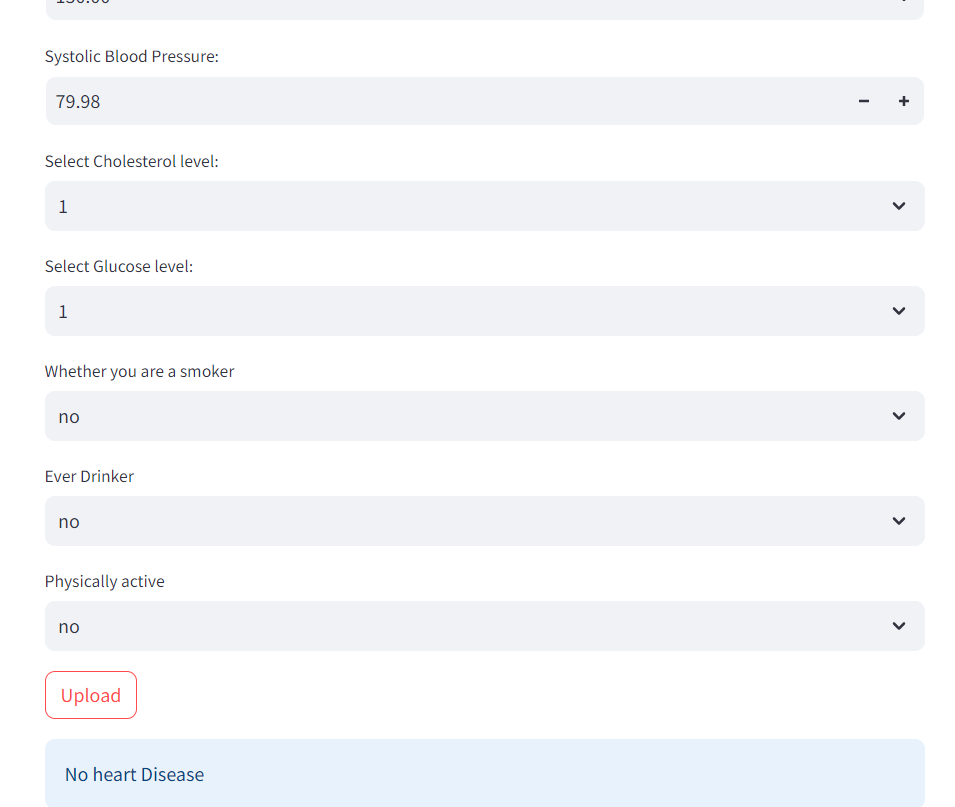 Systolic Blood Pressure:
79.98
Select Cholesterol level:
1
Select Glucose level:
1
Whether you are a smoker
no
Ever Drinker
no
Physically active
no
Upload
No heart Disease